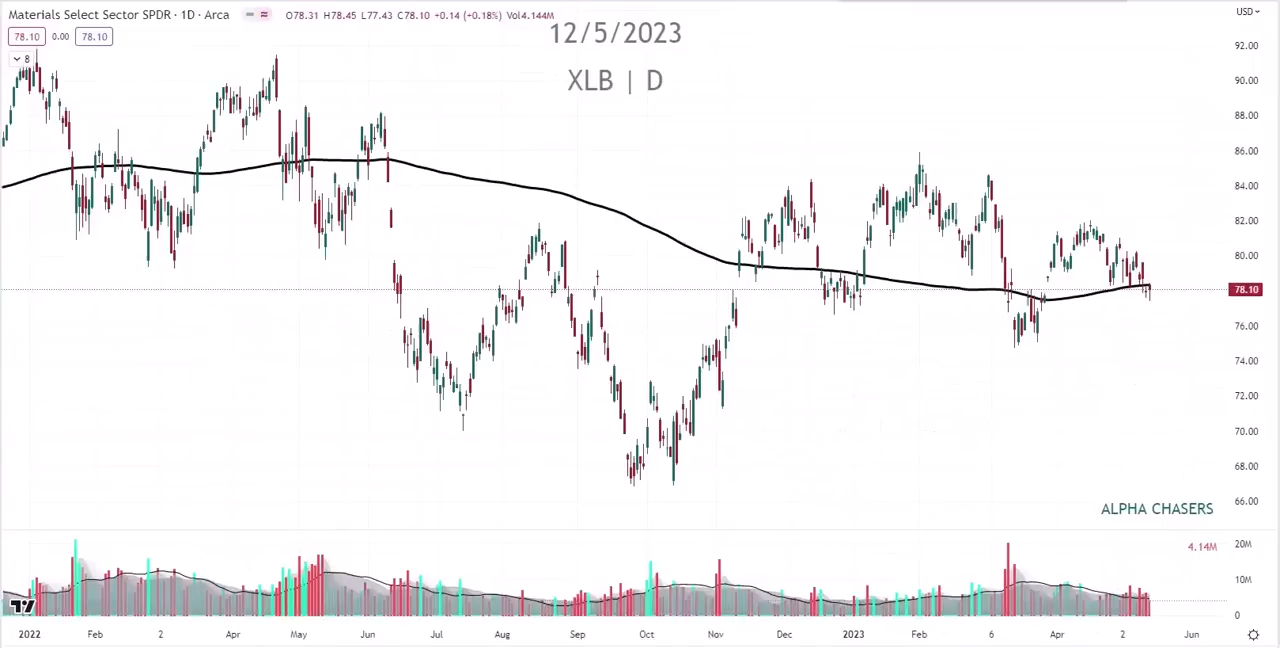 Materials Select Sector SPDR · 1D · Arca O78.31 H78.45 L77.43 C78.10 +0.14 (+0.18%) Vol4.144M
USD
78.10 0.00 78.10
12/5/2023
8
XLB | D
92.00
90.00
88.00
86.00
84.00
82.00
80.00
78.10
76.00
74.00
72.00
70.00
68.00
66.00
ALPHA CHASERS
20M
4.14M
10M
0
2022 Feb 2 Apr May Jun Jul Aug Sep Oct Nov Dec 2023 Feb 6 Apr 2 Jun